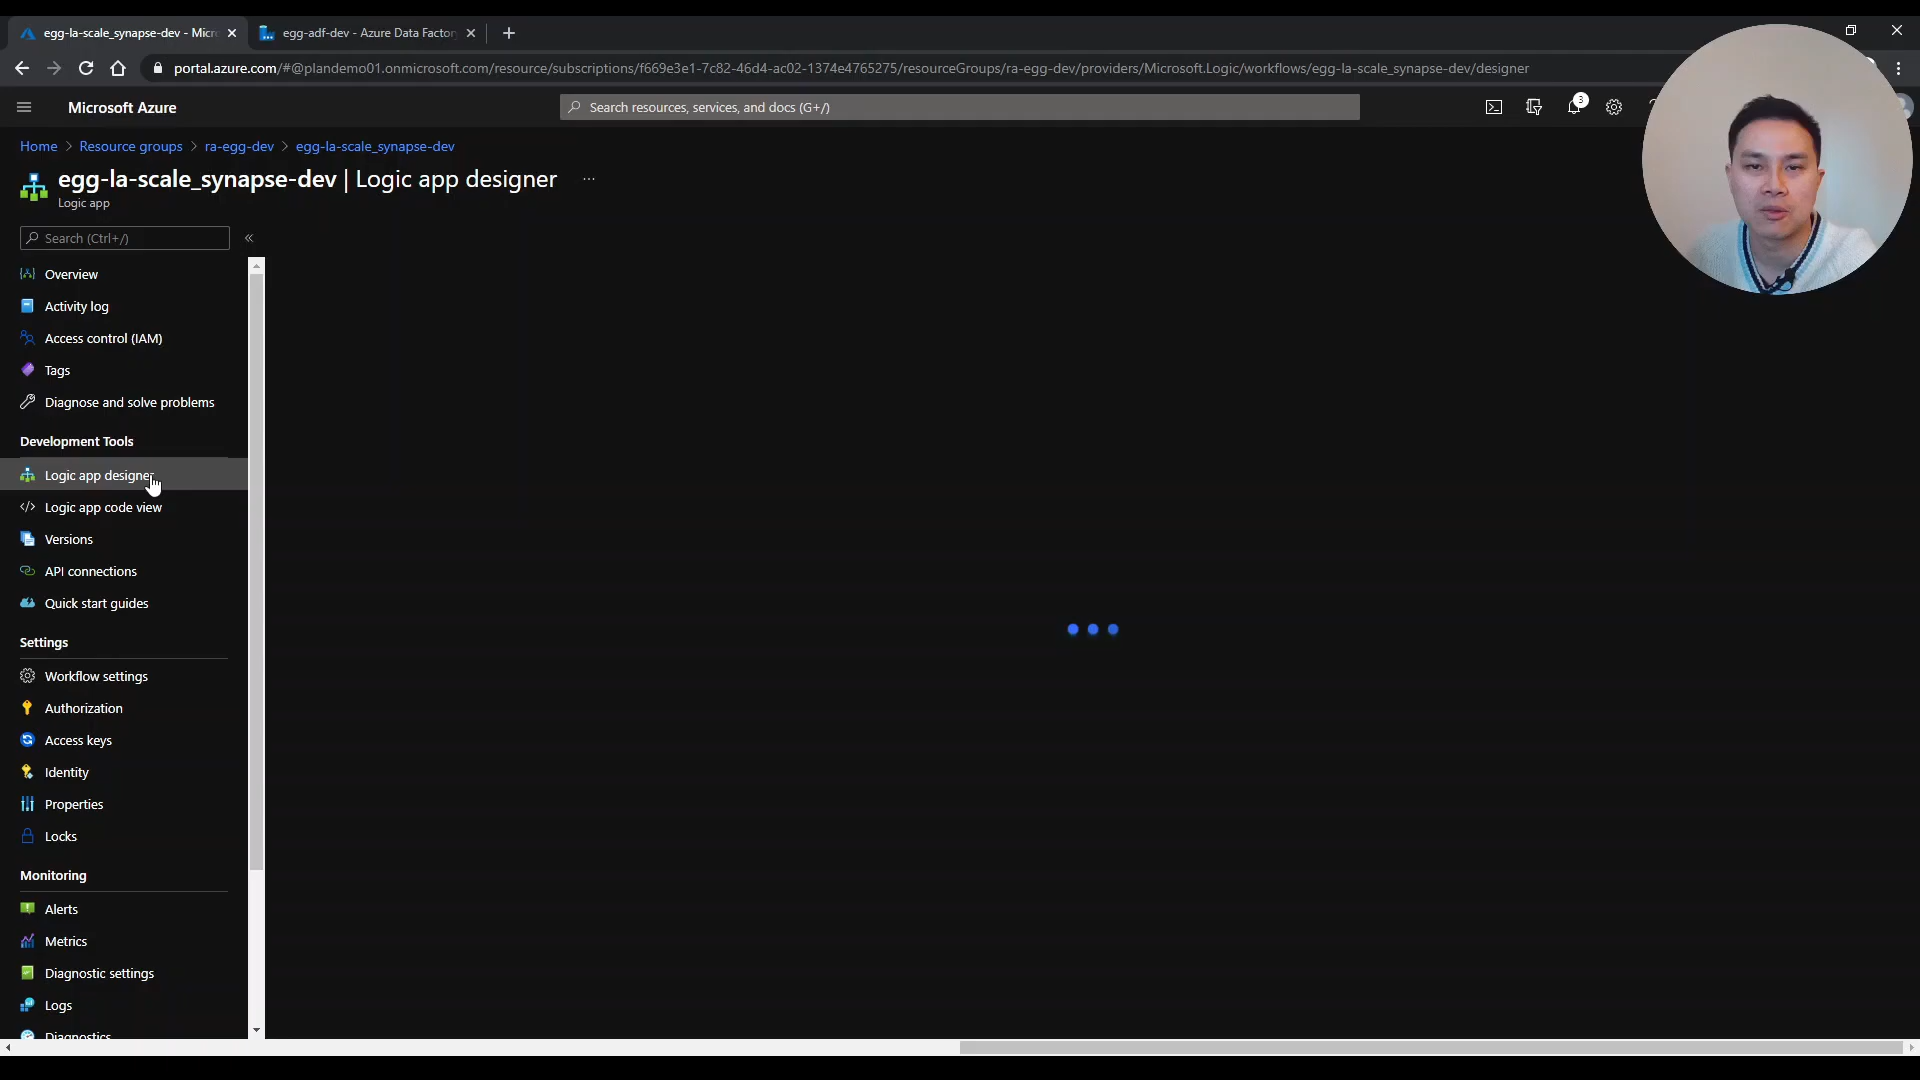 egg-la-scale_synapse-dev - Micro
egg-adf-dev - Azure Data Factory
portal.azure.com/#@plandemo01.onmicrosoft.com/resource/subscriptions/f669e3e1-7c82-46d4-ac02-1374e4765275/resourceGroups/ra-egg-dev/providers/Microsoft.Logic/workflows/egg-la-scale_synapse-dev/designer
Microsoft Azure
Search resources, services, and docs (G+/)
3
Home > Resource groups > ra-egg-dev > egg-la-scale_synapse-dev
egg-la-scale_synapse-dev | Logic app designer ...
Logic app
Search (Ctrl+/)
«
Overview
Activity log
Access control (IAM)
Tags
Diagnose and solve problems
Development Tools
Logic app designer
Logic app code view
Versions
API connections
Quick start guides
Settings
Workflow settings
Authorization
Access keys
Identity
Properties
Locks
Monitoring
Alerts
Metrics
Diagnostic settings
Logs
Diagnostics